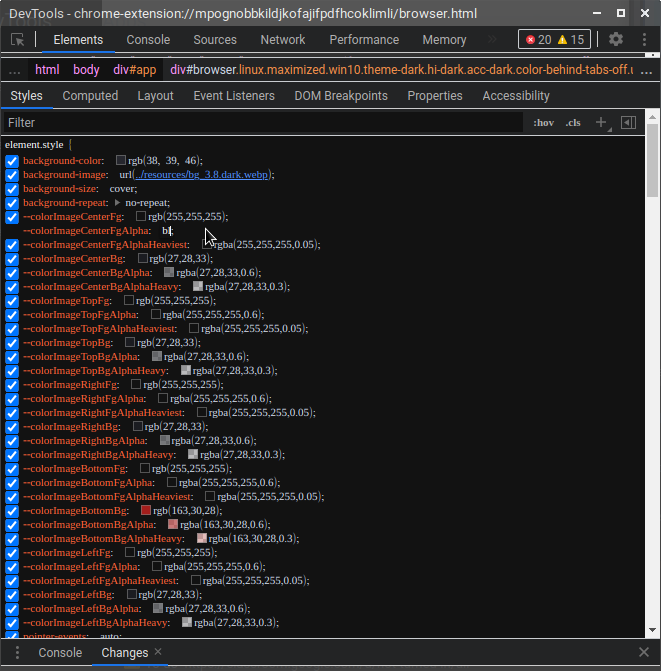 DevTools - chrome-extension://mpognobbkildjkofajifpdfhcoklimli/browser.html
Elements Console Sources Network Performance Memory » 20 15
... html body div#app div#browser.linux.maximized.win10.theme-dark.hi-dark.acc-dark.color-behind-tabs-off.u ...
Styles Computed Layout Event Listeners DOM Breakpoints Properties Accessibility
Filter :hov .cls
element.style {
background-color: rgb(38, 39, 46);
background-image: url(../resources/bg_3.8.dark.webp);
background-size: cover;
background-repeat: no-repeat;
--colorImageCenterFg: rgb(255,255,255);
--colorImageCenterFgAlpha: bl;
--colorImageCenterFgAlphaHeaviest: rgba(255,255,255,0.05);
--colorImageCenterBg: rgb(27,28,33);
--colorImageCenterBgAlpha: rgba(27,28,33,0.6);
--colorImageCenterBgAlphaHeavy: rgba(27,28,33,0.3);
--colorImageTopFg: rgb(255,255,255);
--colorImageTopFgAlpha: rgba(255,255,255,0.6);
--colorImageTopFgAlphaHeaviest: rgba(255,255,255,0.05);
--colorImageTopBg: rgb(27,28,33);
--colorImageTopBgAlpha: rgba(27,28,33,0.6);
--colorImageTopBgAlphaHeavy: rgba(27,28,33,0.3);
--colorImageRightFg: rgb(255,255,255);
--colorImageRightFgAlpha: rgba(255,255,255,0.6);
--colorImageRightFgAlphaHeaviest: rgba(255,255,255,0.05);
--colorImageRightBg: rgb(27,28,33);
--colorImageRightBgAlpha: rgba(27,28,33,0.6);
--colorImageRightBgAlphaHeavy: rgba(27,28,33,0.3);
--colorImageBottomFg: rgb(255,255,255);
--colorImageBottomFgAlpha: rgba(255,255,255,0.6);
--colorImageBottomFgAlphaHeaviest: rgba(255,255,255,0.05);
--colorImageBottomBg: rgb(163,30,28);
--colorImageBottomBgAlpha: rgba(163,30,28,0.6);
--colorImageBottomBgAlphaHeavy: rgba(163,30,28,0.3);
--colorImageLeftFg: rgb(255,255,255);
--colorImageLeftFgAlpha: rgba(255,255,255,0.6);
--colorImageLeftFgAlphaHeaviest: rgba(255,255,255,0.05);
--colorImageLeftBg: rgb(27,28,33);
--colorImageLeftBgAlpha: rgba(27,28,33,0.6);
--colorImageLeftBgAlphaHeavy: rgba(27,28,33,0.3);
pointer-events: auto;
Console Changes